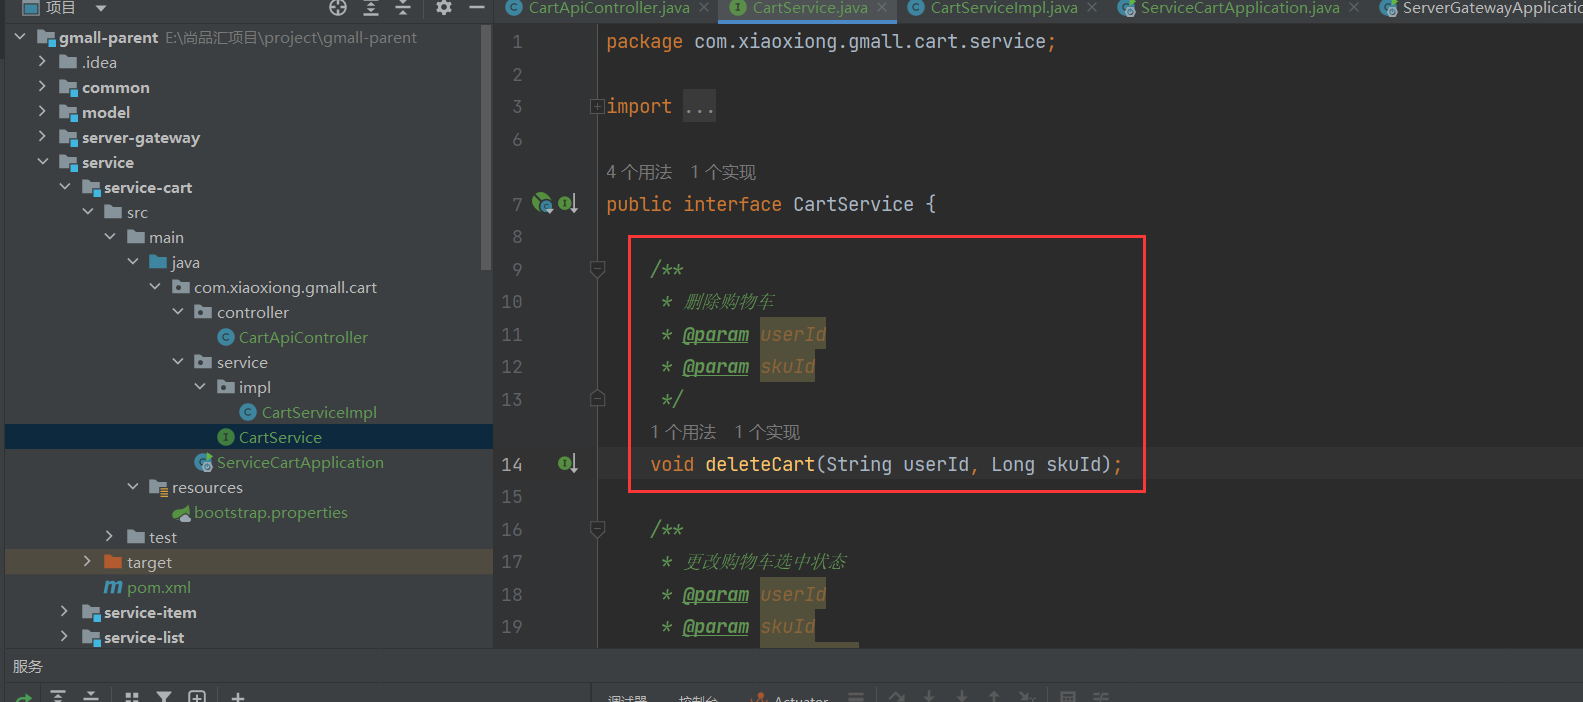 项目
CartApiController.java
CartService.java
CartServiceImpl.java
ServiceCartApplication.java
ServerGatewayApplicatio
gmall-parent E:\尚品汇项目\project\gmall-parent
.idea
common
model
server-gateway
service
service-cart
src
main
java
com.xiaoxiong.gmall.cart
controller
CartApiController
service
impl
CartServiceImpl
CartService
ServiceCartApplication
resources
bootstrap.properties
test
target
pom.xml
service-item
service-list
1 package com.xiaoxiong.gmall.cart.service;
2
3 import ...
6
4 个用法 1 个实现
7 public interface CartService {
8
9 /**
10 * 删除购物车
11 * @param userId
12 * @param skuId
13 */
1 个用法 1 个实现
14 void deleteCart(String userId, Long skuId);
15
16 /**
17 * 更改购物车选中状态
18 * @param userId
19 * @param skuId
服务
调试器 控制台 Actuator